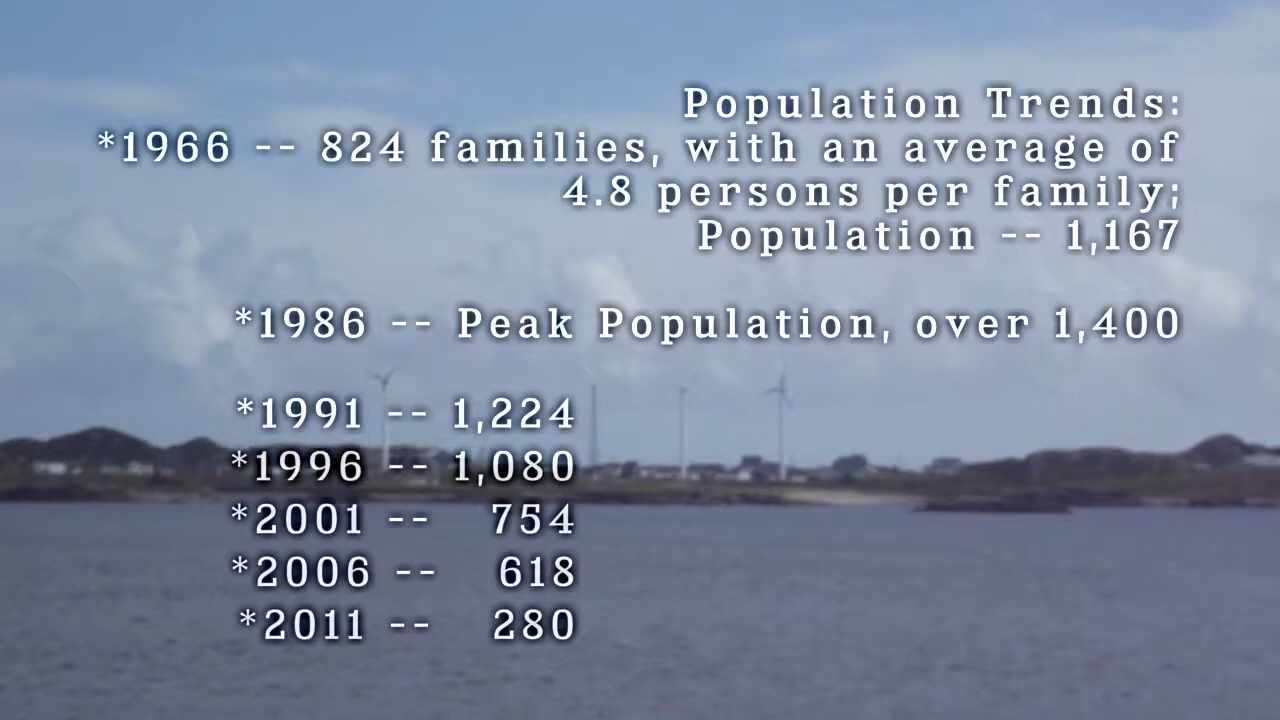 Population Trends:
*1966 -- 824 families, with an average of
4.8 persons per family;
Population -- 1,167
*1986 -- Peak Population, over 1,400
*1991 -- 1,224
*1996 -- 1,080
*2001 -- 754
*2006 -- 618
*2011 -- 280